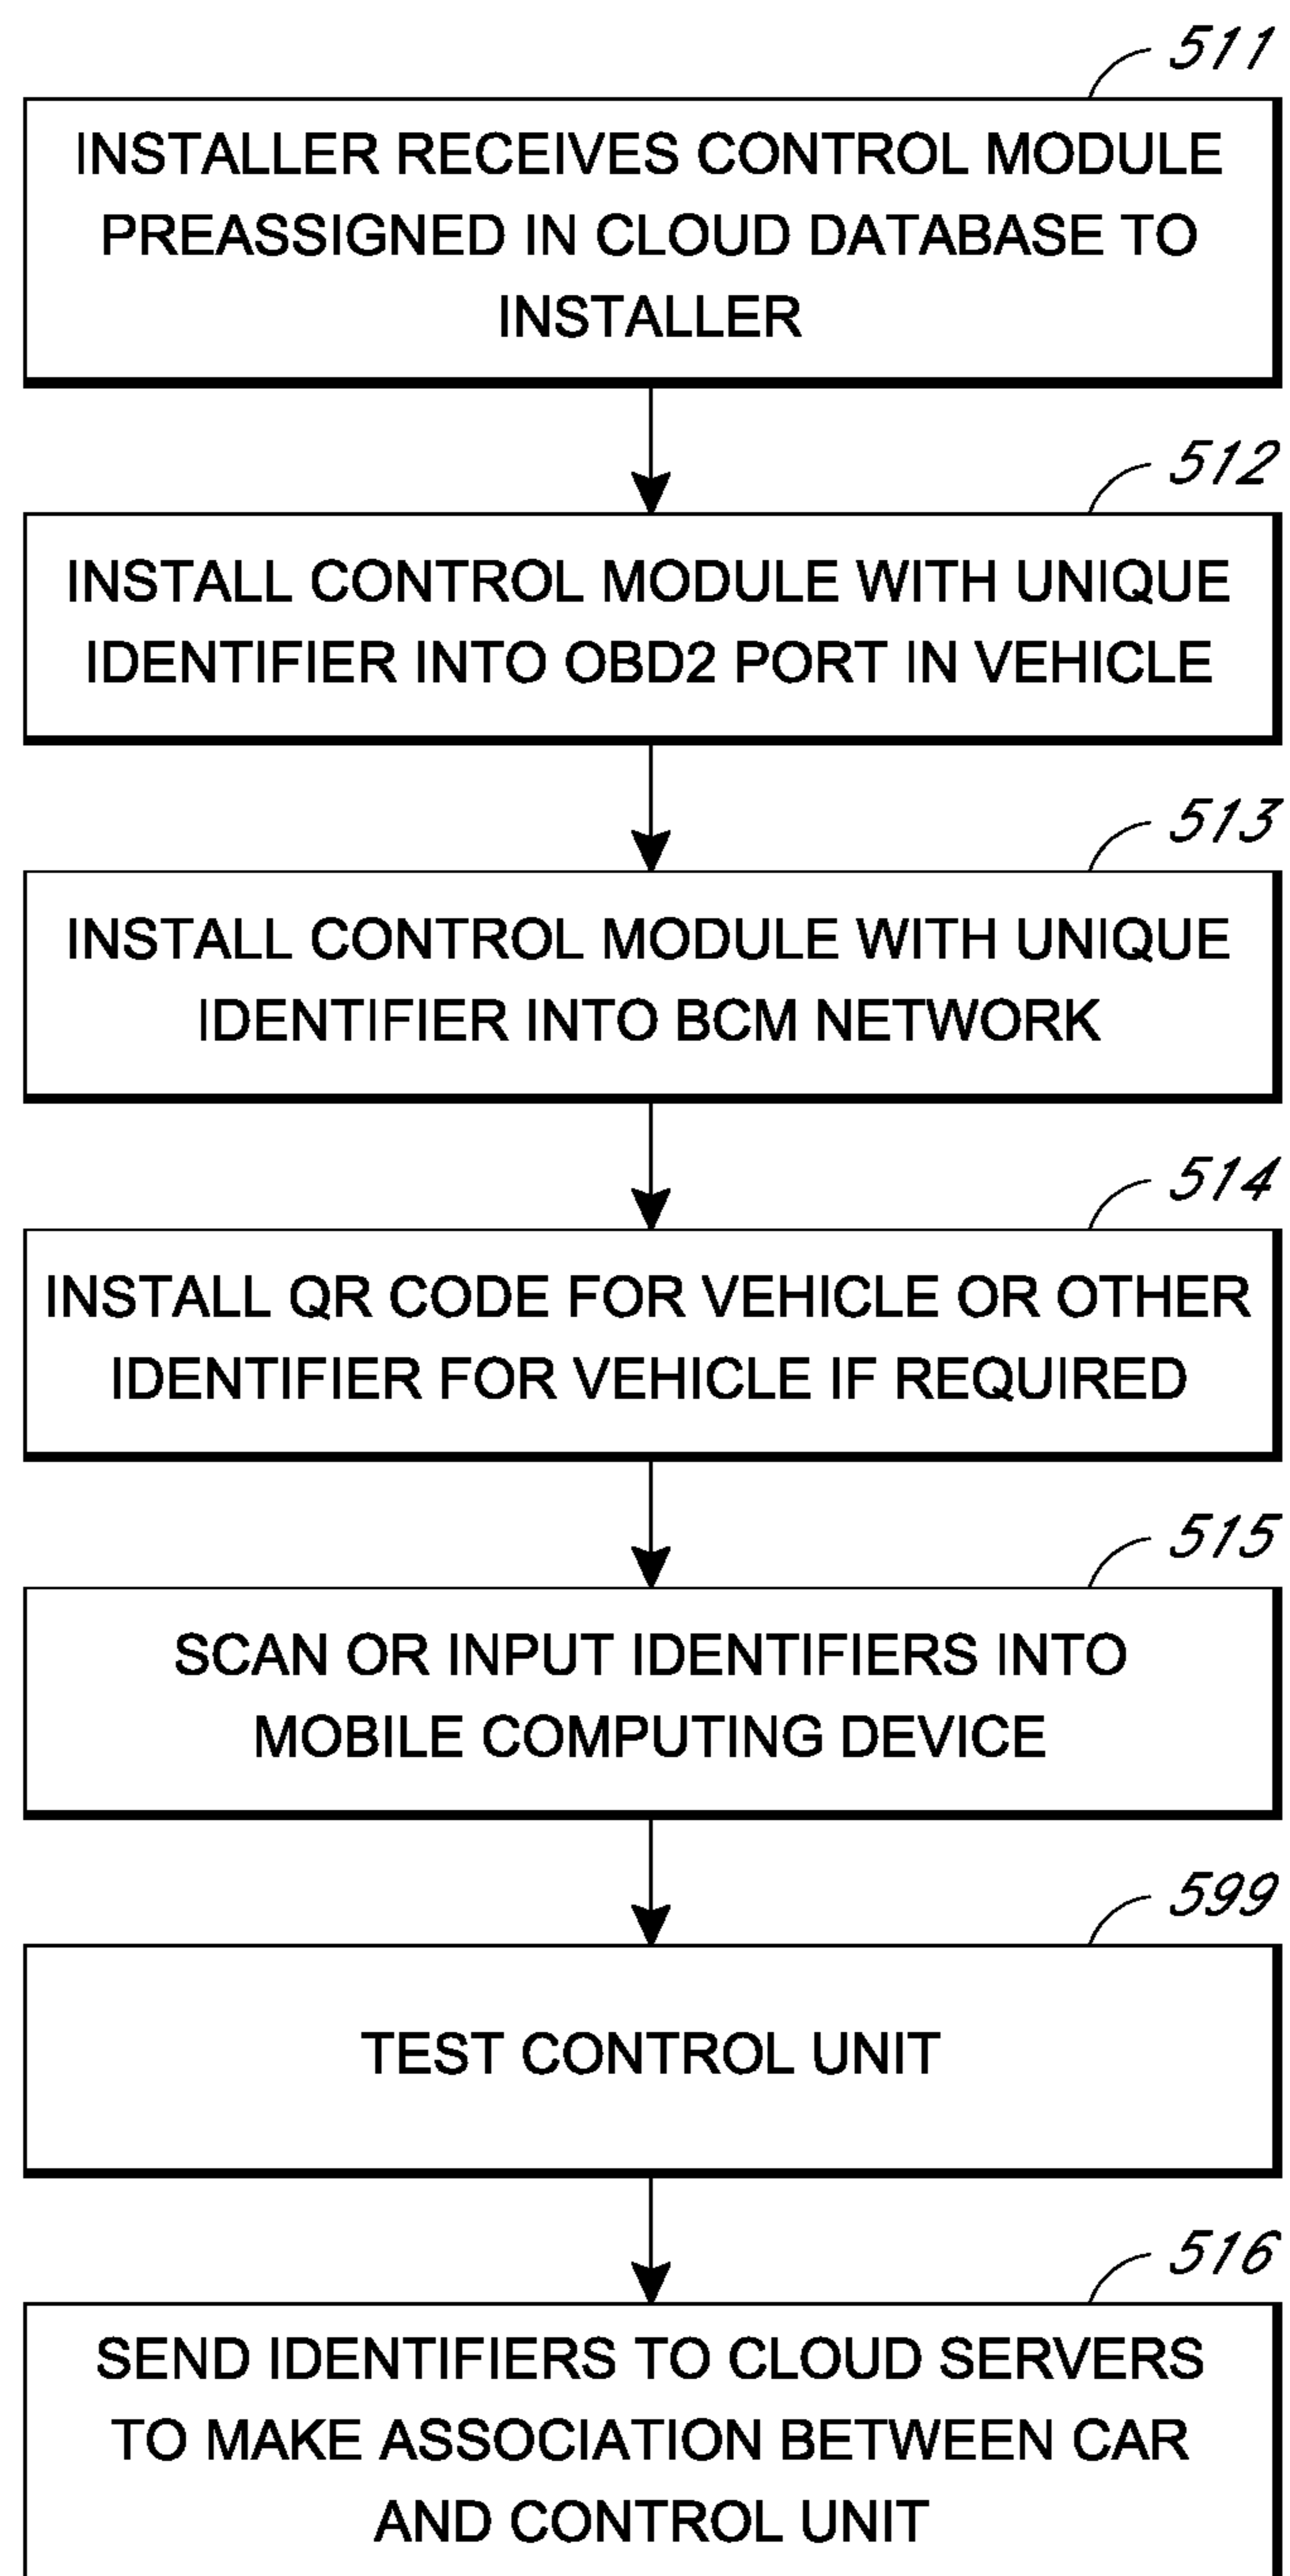 511
INSTALLER RECEIVES CONTROL MODULE
PREASSIGNED IN CLOUD DATABASE TO
INSTALLER
512
INSTALL CONTROL MODULE WITH UNIQUE
IDENTIFIER INTO OBD2 PORT IN VEHICLE
513
INSTALL CONTROL MODULE WITH UNIQUE
IDENTIFIER INTO BCM NETWORK
514
INSTALL QR CODE FOR VEHICLE OR OTHER
IDENTIFIER FOR VEHICLE IF REQUIRED
515
SCAN OR INPUT IDENTIFIERS INTO
MOBILE COMPUTING DEVICE
599
TEST CONTROL UNIT
516
SEND IDENTIFIERS TO CLOUD SERVERS
TO MAKE ASSOCIATION BETWEEN CAR
AND CONTROL UNIT